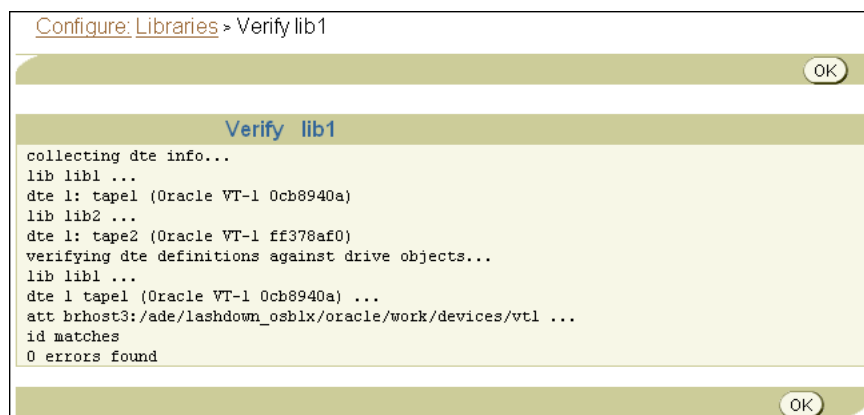 Configure: Libraries > Verify lib1
OK
Verify lib1
collecting dte info...
lib lib1 ...
dte 1: tape1 (Oracle VT-1 0cb8940a)
lib lib2 ...
dte 1: tape2 (Oracle VT-1 ff378af0)
verifying dte definitions against drive objects...
lib lib1 ...
dte 1 tape1 (Oracle VT-1 0cb8940a) ...
att brhost3:/ade/lashdown_osblx/oracle/work/devices/vt1 ...
id matches
0 errors found
OK